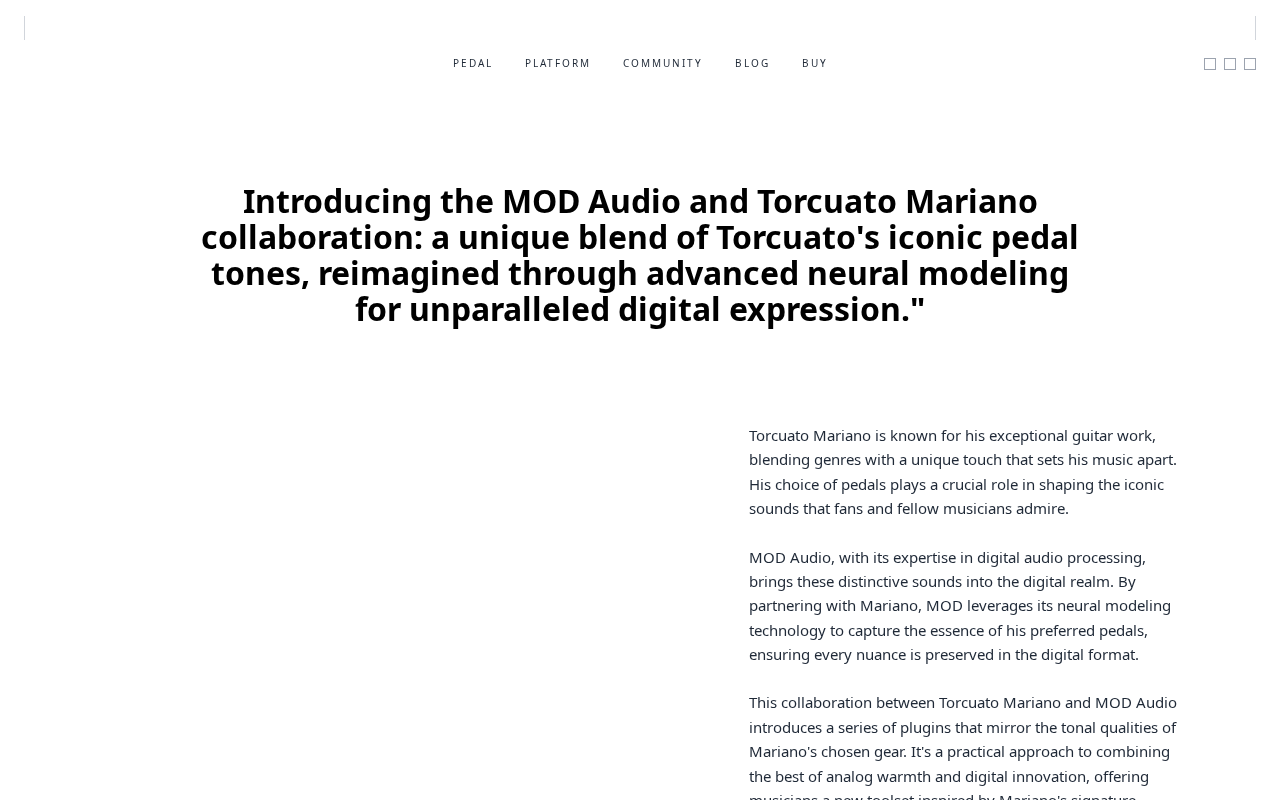 PEDAL PLATFORM COMMUNITY BLOG BUY
Introducing the MOD Audio and Torcuato Mariano
collaboration: a unique blend of Torcuato's iconic pedal
tones, reimagined through advanced neural modeling
for unparalleled digital expression."
Torcuato Mariano is known for his exceptional guitar work,
blending genres with a unique touch that sets his music apart.
His choice of pedals plays a crucial role in shaping the iconic
sounds that fans and fellow musicians admire.
MOD Audio, with its expertise in digital audio processing,
brings these distinctive sounds into the digital realm. By
partnering with Mariano, MOD leverages its neural modeling
technology to capture the essence of his preferred pedals,
ensuring every nuance is preserved in the digital format.
This collaboration between Torcuato Mariano and MOD Audio
introduces a series of plugins that mirror the tonal qualities of
Mariano's chosen gear. It's a practical approach to combining
the best of analog warmth and digital innovation, offering
musicians a new toolset inspired by Mariano's signature